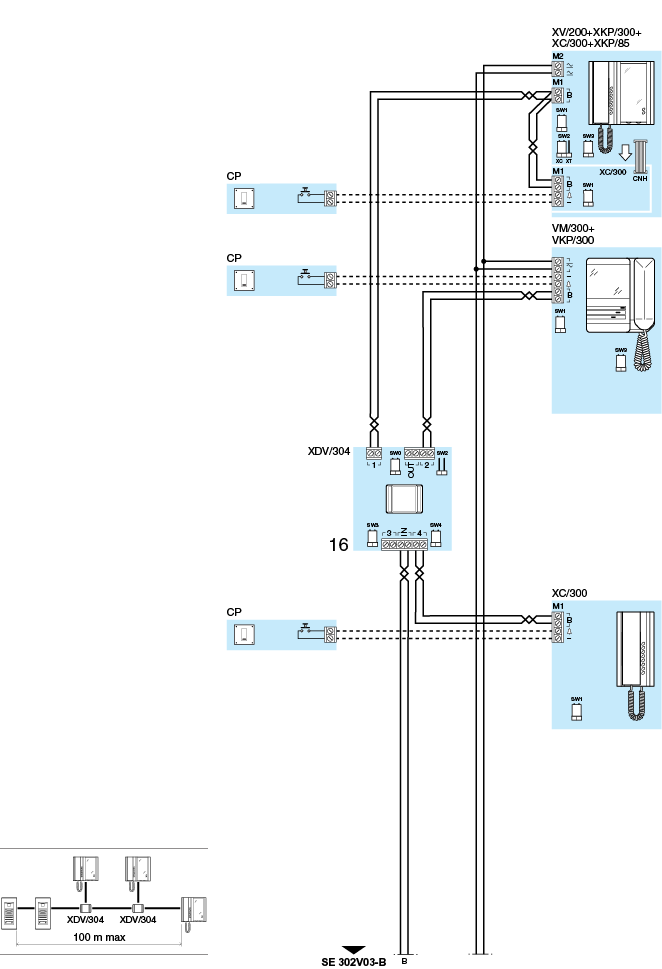 XV/200+XKP/300+
XC/300+XKP/85
M2
M1
B
SW1
SW2
SW9
XC XT
XC/300
CNH
M1
B
SW1
CP
VM/300+
VKP/300
CP
B
SW1
SW9
XDV/304
1
SW0
OUT
2
SW2
SW3
3
IN
4
SW4
16
XC/300
M1
B
CP
SW1
XDV/304 XDV/304
100 m max
SE 302V03-B
B